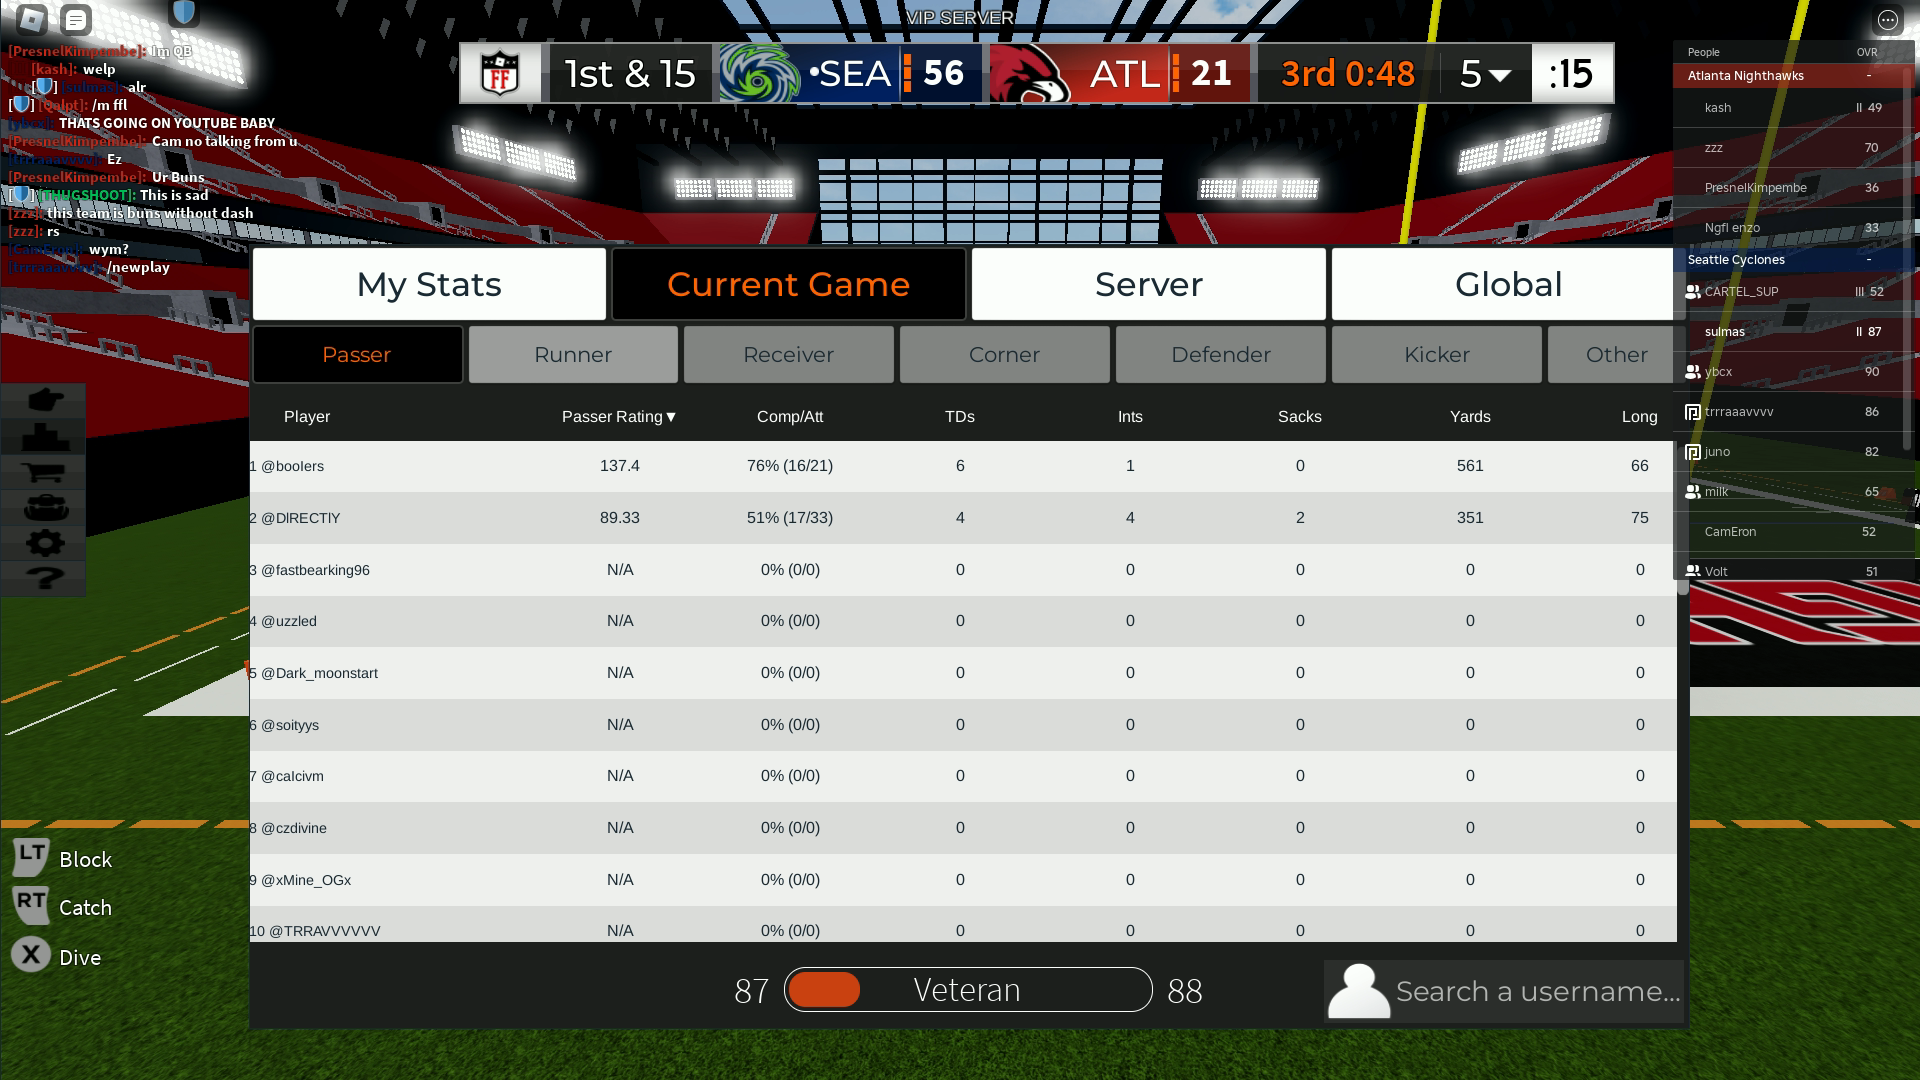 VIP SERVER
FF
1st & 15
•SEA 56
ATL 21
3rd 0:48
5
:15
[PresnelKimpembe]: Im QB
[kash]: welp
[sulmas]: alr
[Qolpt]: /m ffl
[ybcx]: THATS GOING ON YOUTUBE BABY
[PresnelKimpembe]: Cam no talking from u
[trrraaavvvv]: Ez
[PresnelKimpembe]: Ur Buns
[THUGSHOOT]: This is sad
[zzz]: this team is buns without dash
[zzz]: rs
[CamEron]: wym?
[trrraaavvvv]: /newplay
People OVR
Atlanta Nighthawks -
kash II 49
zzz 70
PresnelKimpembe 36
Ngfl enzo 33
Seattle Cyclones -
CARTEL_SUP III 52
sulmas II 87
ybcx 90
trrraaavvvv 86
juno 82
milk 65
CamEron 52
Volt 51
My Stats Current Game Server Global
Passer Runner Receiver Corner Defender Kicker Other
Player Passer Rating▼ Comp/Att TDs Ints Sacks Yards Long
1 @boolers 137.4 76% (16/21) 6 1 0 561 66
2 @DIRECTlY 89.33 51% (17/33) 4 4 2 351 75
3 @fastbearking96 N/A 0% (0/0) 0 0 0 0 0
4 @uzzled N/A 0% (0/0) 0 0 0 0 0
5 @Dark_moonstart N/A 0% (0/0) 0 0 0 0 0
6 @soityys N/A 0% (0/0) 0 0 0 0 0
7 @calcivm N/A 0% (0/0) 0 0 0 0 0
8 @czdivine N/A 0% (0/0) 0 0 0 0 0
9 @xMine_OGx N/A 0% (0/0) 0 0 0 0 0
10 @TRRAVVVVVV N/A 0% (0/0) 0 0 0 0 0
LT Block
RT Catch
X Dive
87 Veteran 88
Search a username...